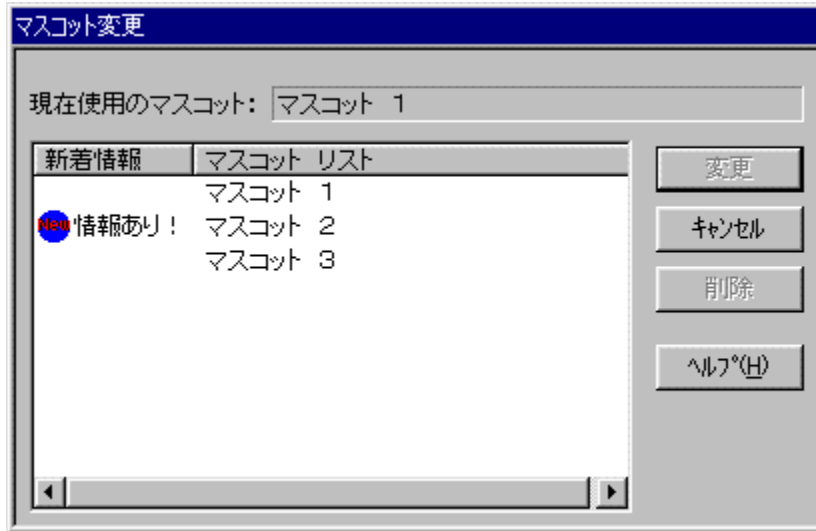 マスコット変更
現在使用のマスコット： マスコット １
新着情報 マスコット リスト
マスコット １
New 情報あり！ マスコット ２
マスコット ３
変更
ｷｬﾝｾﾙ
削除
ﾍﾙﾌﾟ(H)